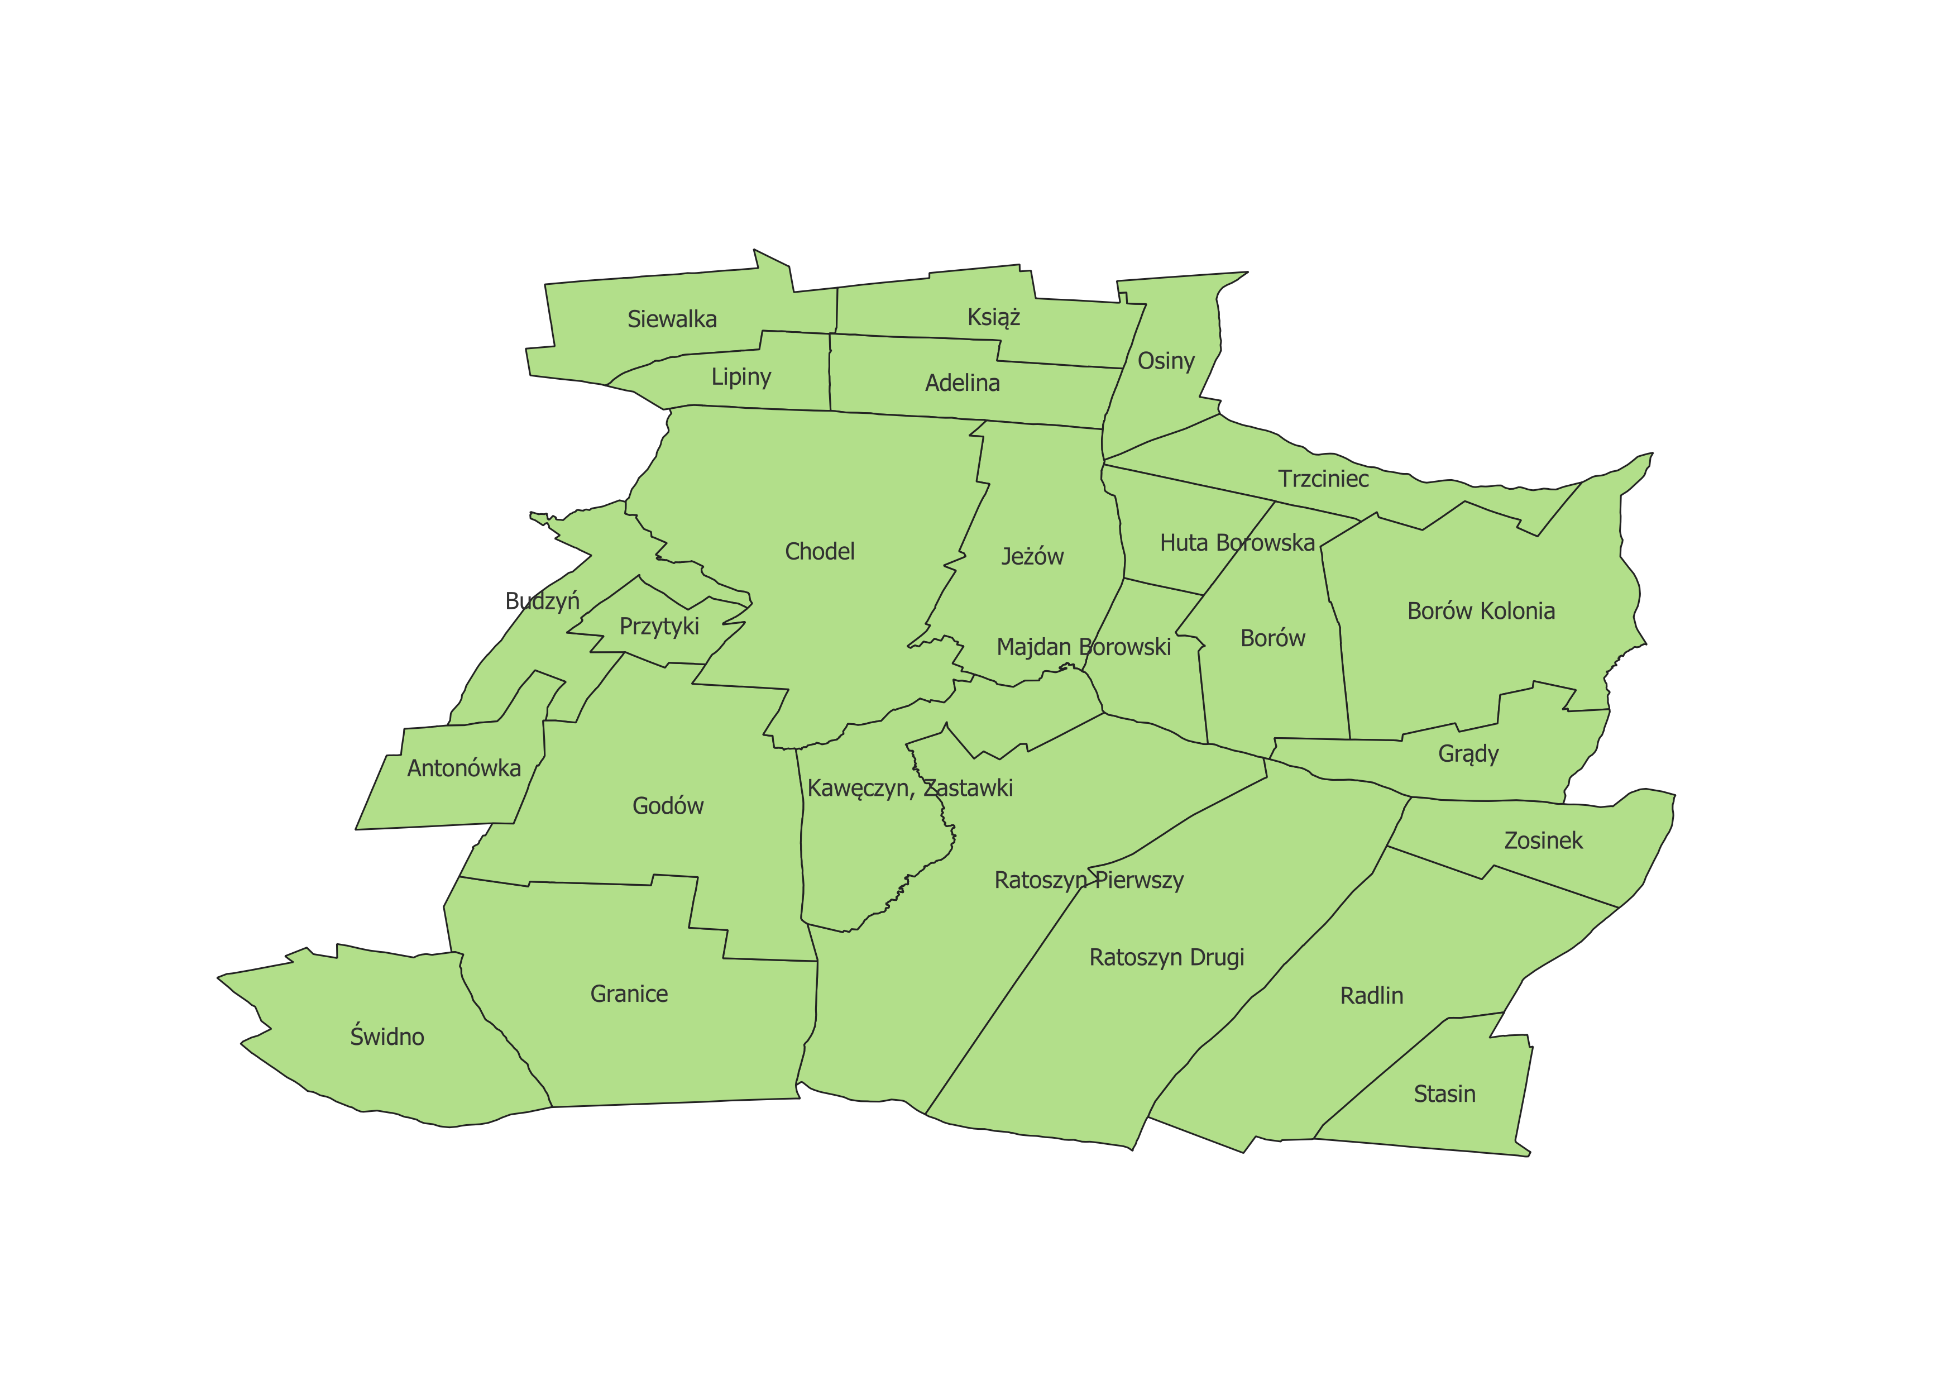 Siewalka
Książ
Osiny
Lipiny
Adelina
Trzciniec
Chodel
Jeżów
Huta Borowska
Budzyń
Przytyki
Majdan Borowski
Borów
Borów Kolonia
Antonówka
Godów
Kawęczyn, Zastawki
Grądy
Zosinek
Ratoszyn Pierwszy
Ratoszyn Drugi
Granice
Radlin
Świdno
Stasin